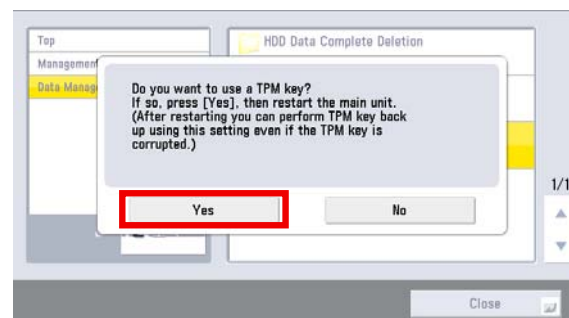 Top
HDD Data Complete Deletion
Management
Data Manag
Do you want to use a TPM key?
If so, press [Yes], then restart the main unit.
(After restarting you can perform TPM key back
up using this setting even if the TPM key is
corrupted.)
1/1
Yes
No
Close